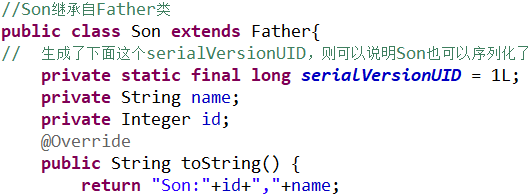 //Son继承自Father类
public class Son extends Father{
//  生成了下面这个serialVersionUID，则可以说明Son也可以序列化了
    private static final long serialVersionUID = 1L;
    private String name;
    private Integer id;
    @Override
    public String toString() {
        return "Son:"+id+","+name;